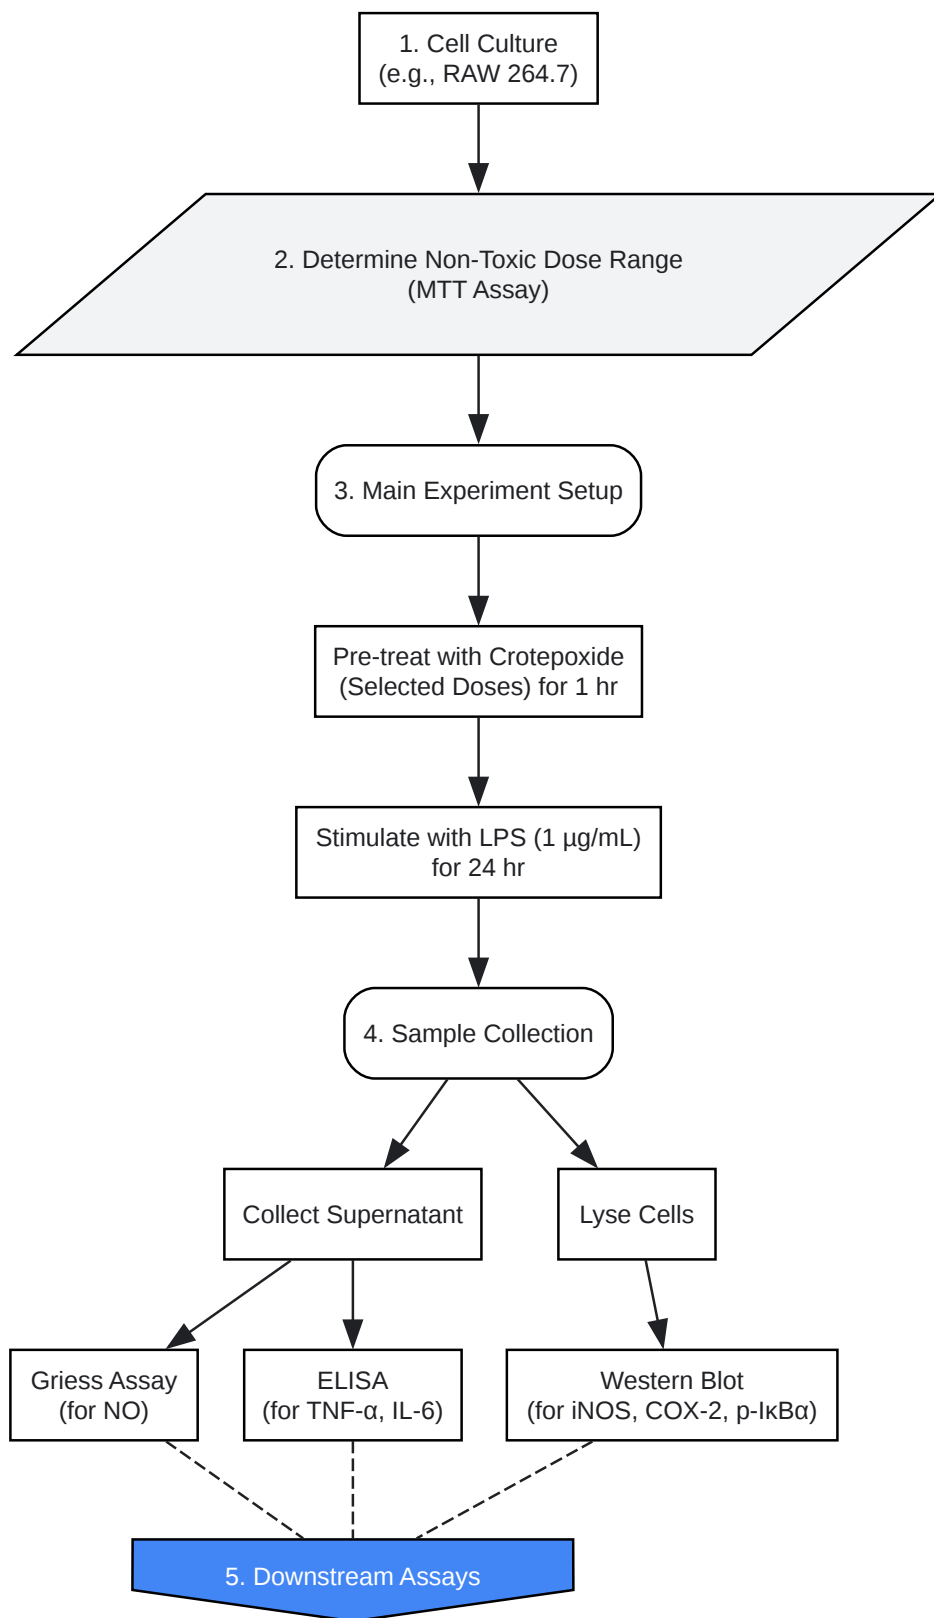 1. Cell Culture
(e.g., RAW 264.7)
2. Determine Non-Toxic Dose Range
(MTT Assay)
3. Main Experiment Setup
Pre-treat with Crotepoxide
(Selected Doses) for 1 hr
Stimulate with LPS (1 µg/mL)
for 24 hr
4. Sample Collection
Collect Supernatant
Lyse Cells
Griess Assay
(for NO)
ELISA
(for TNF-α, IL-6)
Western Blot
(for iNOS, COX-2, p-IκBα)
5. Downstream Assays